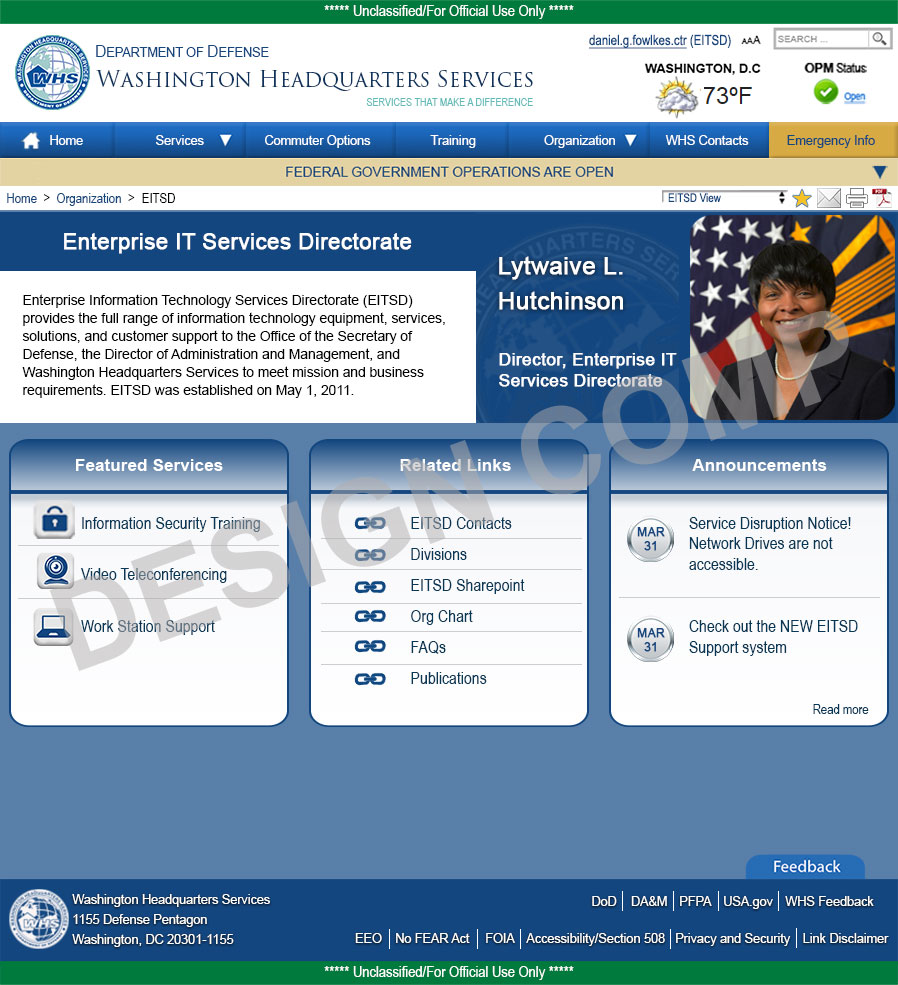 ***** Unclassified/For Official Use Only *****
daniel.g.fowlkes.ctr (EITSD) AAA SEARCH ...
DEPARTMENT OF DEFENSE
WASHINGTON HEADQUARTERS SERVICES
SERVICES THAT MAKE A DIFFERENCE
WHS
WASHINGTON, D.C
73ºF
OPM Status
Open
Home Services Commuter Options Training Organization WHS Contacts Emergency Info
FEDERAL GOVERNMENT OPERATIONS ARE OPEN
Home > Organization > EITSD
EITSD View
PDF
Enterprise IT Services Directorate
Enterprise Information Technology Services Directorate (EITSD)
provides the full range of information technology equipment, services,
solutions, and customer support to the Office of the Secretary of
Defense, the Director of Administration and Management, and
Washington Headquarters Services to meet mission and business
requirements. EITSD was established on May 1, 2011.
Lytwaive L.
Hutchinson
Director, Enterprise IT
Services Directorate
DESIGN COMP
Featured Services
Information Security Training
Video Teleconferencing
Work Station Support
Related Links
EITSD Contacts
Divisions
EITSD Sharepoint
Org Chart
FAQs
Publications
Announcements
MAR
31
Service Disruption Notice!
Network Drives are not
accessible.
MAR
31
Check out the NEW EITSD
Support system
Read more
Feedback
WHS
Washington Headquarters Services
1155 Defense Pentagon
Washington, DC 20301-1155
DoD DA&M PFPA USA.gov WHS Feedback
EEO No FEAR Act FOIA Accessibility/Section 508 Privacy and Security Link Disclaimer
***** Unclassified/For Official Use Only *****